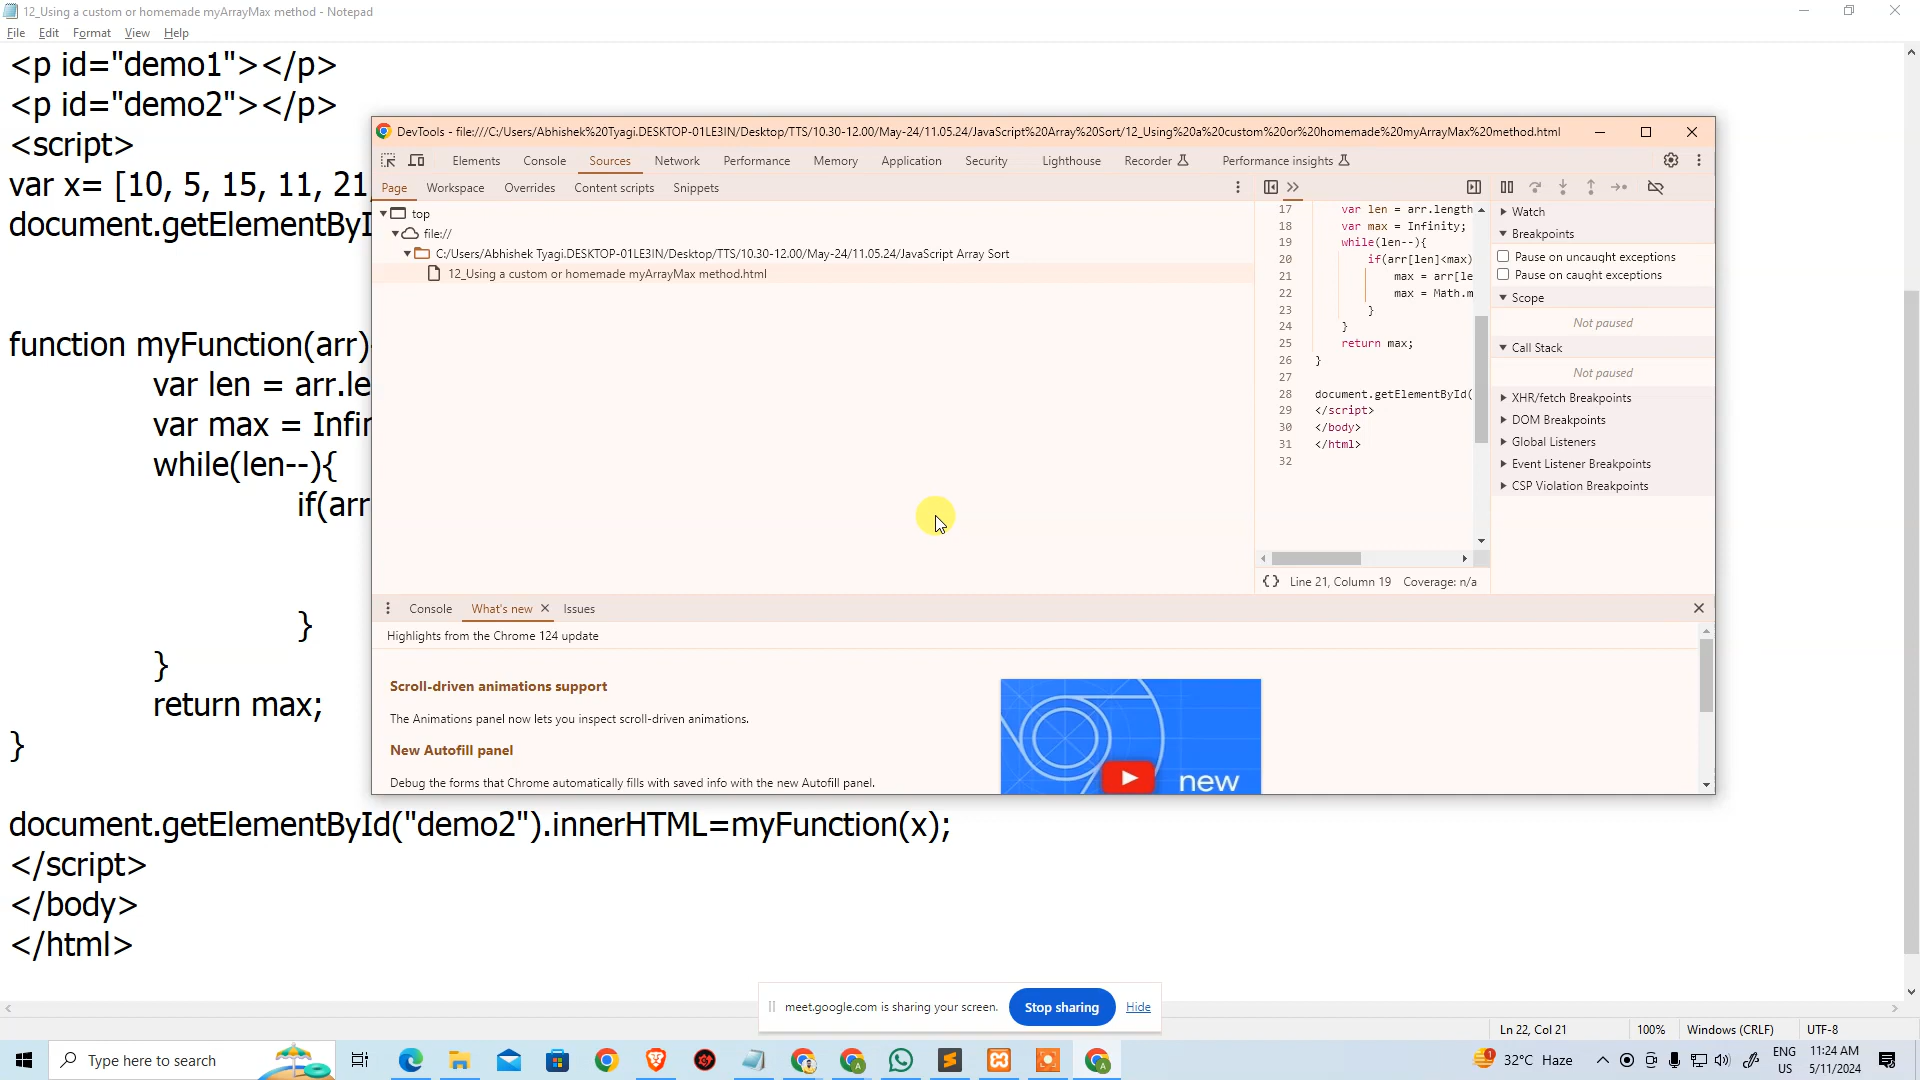 12_Using a custom or homemade myArrayMax method - Notepad
File Edit Format View Help
<p id="demo1"></p>
<p id="demo2"></p>
<script>
var x= [10, 5, 15, 11, 21
document.getElementById
function myFunction(arr)
var len = arr.le
var max = Infin
while(len--){
if(arr
}
}
return max;
}
document.getElementById("demo2").innerHTML=myFunction(x);
</script>
</body>
</html>
DevTools - file:///C:/Users/Abhishek%20Tyagi.DESKTOP-01LE3IN/Desktop/TTS/10.30-12.00/May-24/11.05.24/JavaScript%20Array%20Sort/12_Using%20a%20custom%20or%20homemade%20myArrayMax%20method.html
Elements Console Sources Network Performance Memory Application Security Lighthouse Recorder Performance insights
Page Workspace Overrides Content scripts Snippets
top
file://
C:/Users/Abhishek Tyagi.DESKTOP-01LE3IN/Desktop/TTS/10.30-12.00/May-24/11.05.24/JavaScript Array Sort
12_Using a custom or homemade myArrayMax method.html
17 var len = arr.length
18 var max = Infinity;
19 while(len--){
20 if(arr[len]<max)
21 max = arr[le
22 max = Math.m
23 }
24 }
25 return max;
26 }
27
28 document.getElementById(
29 </script>
30 </body>
31 </html>
32
{} Line 21, Column 19 Coverage: n/a
Watch
Breakpoints
Pause on uncaught exceptions
Pause on caught exceptions
Scope
Not paused
Call Stack
Not paused
XHR/fetch Breakpoints
DOM Breakpoints
Global Listeners
Event Listener Breakpoints
CSP Violation Breakpoints
Console What's new Issues
Highlights from the Chrome 124 update
Scroll-driven animations support
The Animations panel now lets you inspect scroll-driven animations.
New Autofill panel
Debug the forms that Chrome automatically fills with saved info with the new Autofill panel.
new
meet.google.com is sharing your screen. Stop sharing Hide
Ln 22, Col 21 100% Windows (CRLF) UTF-8
Type here to search
32°C Haze
ENG
US
11:24 AM
5/11/2024